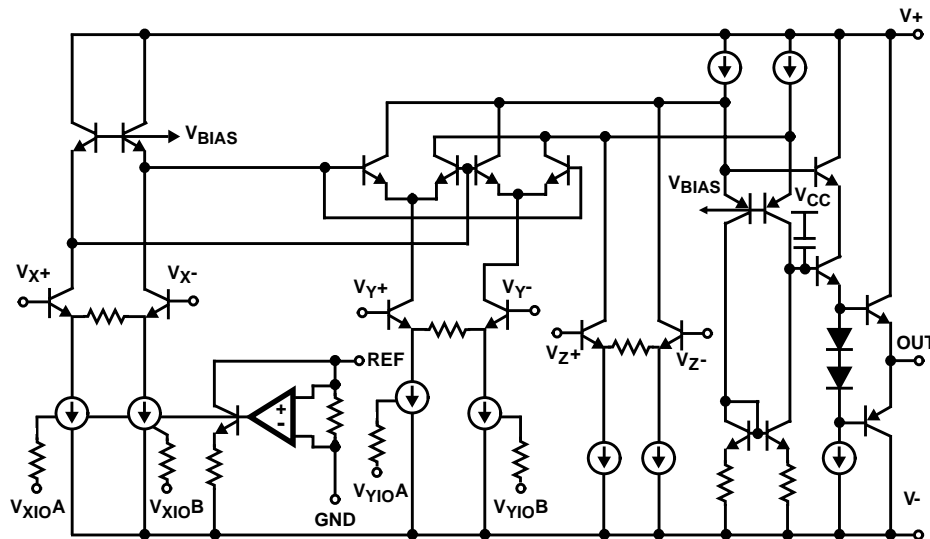 V+
VBIAS
VBIAS
VCC
VX+
VX-
VY+
VY-
VZ+
VZ-
REF
OUT
+
-
VXIOA
VXIOB
VYIOA
VYIOB
GND
V-